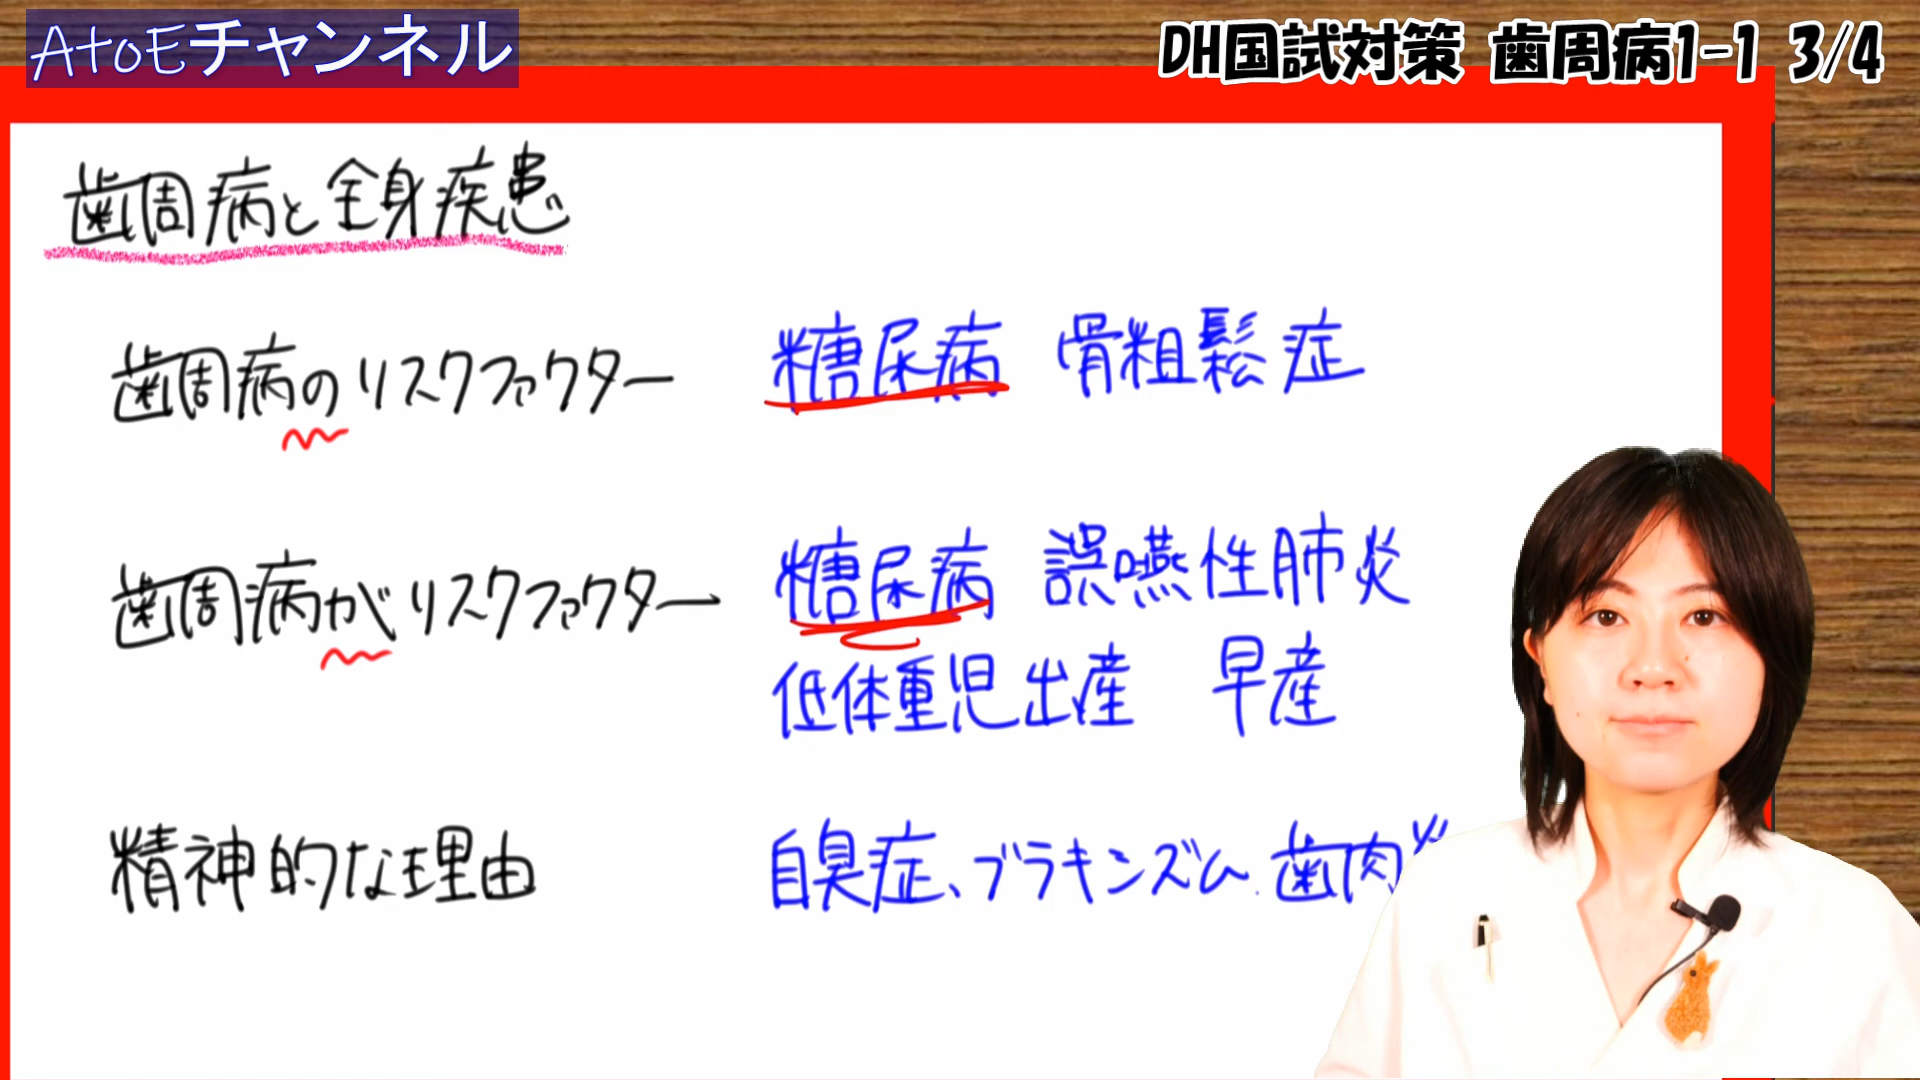 AtoEチャンネル
DH国試対策 歯周病1-1 3/4
歯周病と全身疾患
歯周病のリスクファクター 糖尿病 骨粗鬆症
歯周病がリスクファクター 糖尿病 誤嚥性肺炎
低体重児出産 早産
精神的な理由 自臭症、ブラキシズム、歯肉